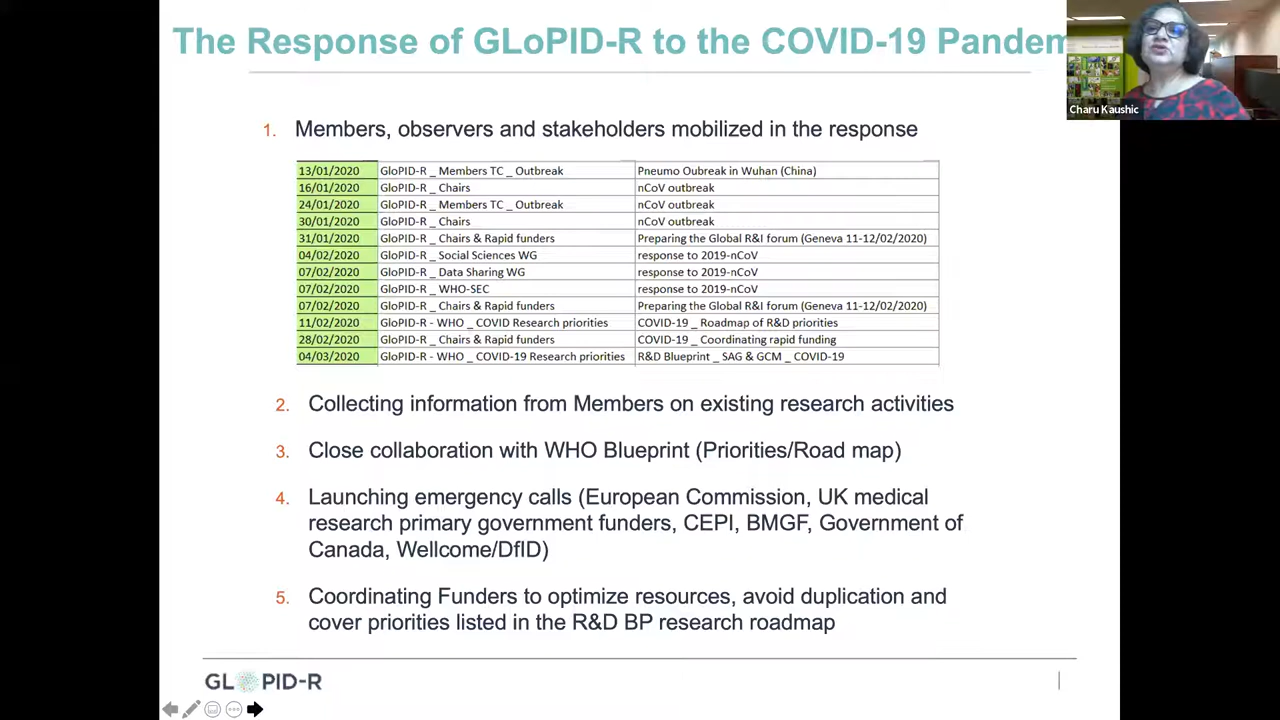 The Response of GLoPID-R to the COVID-19 Pandem
Charu Kaushic
1. Members, observers and stakeholders mobilized in the response
13/01/2020 GloPID-R _ Members TC _ Outbreak Pneumo Oubreak in Wuhan (China)
16/01/2020 GloPID-R _ Chairs nCoV outbreak
24/01/2020 GloPID-R _ Members TC _ Outbreak nCoV outbreak
30/01/2020 GloPID-R _ Chairs nCoV outbreak
31/01/2020 GloPID-R _ Chairs & Rapid funders Preparing the Global R&I forum (Geneva 11-12/02/2020)
04/02/2020 GloPID-R _ Social Sciences WG response to 2019-nCoV
07/02/2020 GloPID-R _ Data Sharing WG response to 2019-nCoV
07/02/2020 GloPID-R _ WHO-SEC response to 2019-nCoV
07/02/2020 GloPID-R _ Chairs & Rapid funders Preparing the Global R&I forum (Geneva 11-12/02/2020)
11/02/2020 GloPID-R - WHO _ COVID Research priorities COVID-19 _ Roadmap of R&D priorities
28/02/2020 GloPID-R _ Chairs & Rapid funders COVID-19 _ Coordinating rapid funding
04/03/2020 GloPID-R - WHO _ COVID-19 Research priorities R&D Blueprint _ SAG & GCM _ COVID-19
2. Collecting information from Members on existing research activities
3. Close collaboration with WHO Blueprint (Priorities/Road map)
4. Launching emergency calls (European Commission, UK medical
research primary government funders, CEPI, BMGF, Government of
Canada, Wellcome/DfID)
5. Coordinating Funders to optimize resources, avoid duplication and
cover priorities listed in the R&D BP research roadmap
GLOPID-R